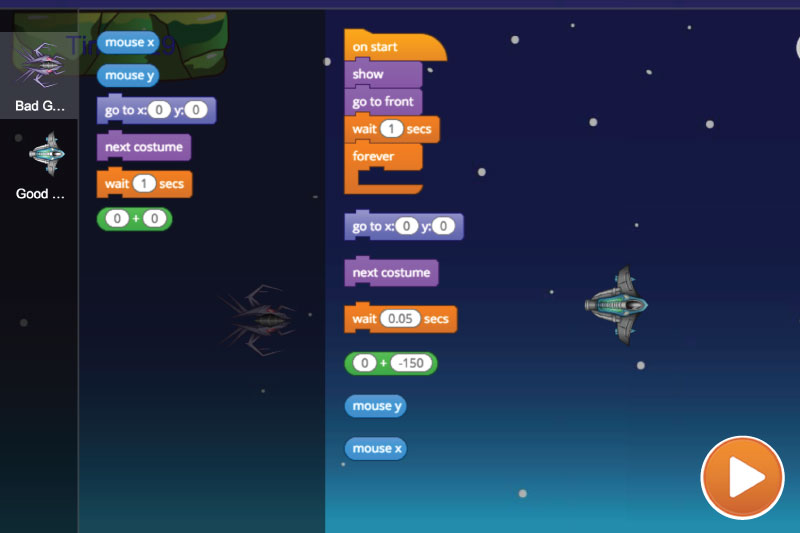 mouse x
mouse y
go to x: 0 y: 0
next costume
wait 1 secs
0 + 0
Bad G...
Good ...
on start
show
go to front
wait 1 secs
forever
go to x: 0 y: 0
next costume
wait 0.05 secs
0 + -150
mouse y
mouse x